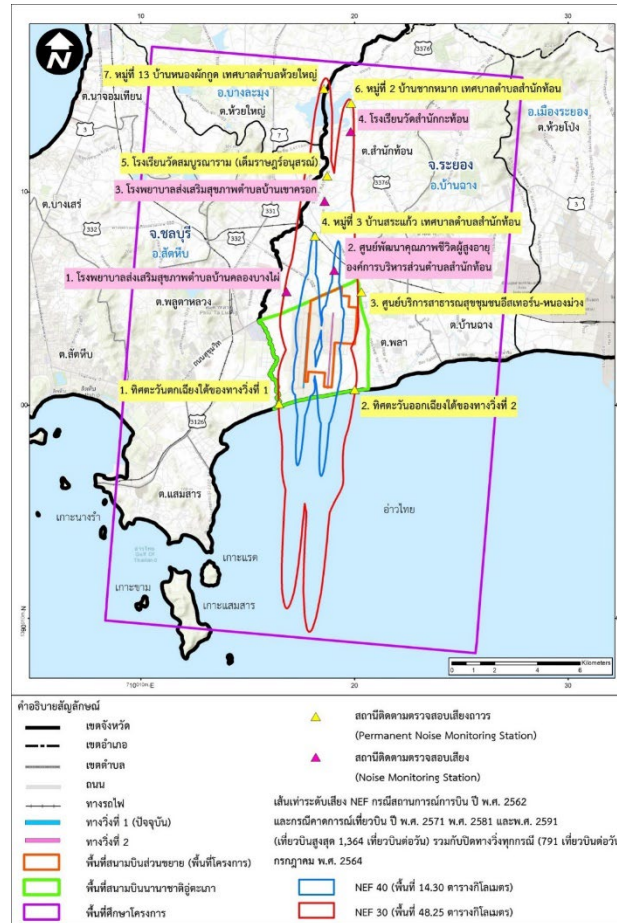 10
20
30
N
3376
7. หมู่ที่ 13 บ้านหนองผักกูด เทศบาลตำบลห้วยใหญ่
6. หมู่ที่ 2 บ้านซากหมาก เทศบาลตำบลสำนักท้อน
ต.นาจอมเทียน
อ.บางละมุง
ต.ห้วยใหญ่
อ.เมืองระยอง
ต.ห้วยโป่ง
4. โรงเรียนวัดสำนักกะท้อน
ต.สำนักท้อน
3
7
5. โรงเรียนวัดสมบูรณาราม (เต็มราษฎร์อนุสรณ์)
จ.ระยอง
3376
อ.บ้านฉาง
10
3. โรงพยาบาลส่งเสริมสุขภาพตำบลบ้านเขาครอก
ต.บางเสร่
331
332
332
4. หมู่ที่ 3 บ้านสระแก้ว เทศบาลตำบลสำนักท้อน
จ.ชลบุรี
อ.สัตหีบ
2. ศูนย์พัฒนาคุณภาพชีวิตผู้สูงอายุ
องค์การบริหารส่วนตำบลสำนักท้อน
1. โรงพยาบาลส่งเสริมสุขภาพตำบลบ้านคลองบางไผ่
ต.พลูตาหลวง
3. ศูนย์บริการสาธารณสุขชุมชนอีสเทอร์น-หนองม่วง
ต.บ้านฉาง
ต.พลา
ถนนสุขุมวิท
ต.สัตหีบ
1. ทิศตะวันตกเฉียงใต้ของทางวิ่งที่ 1
2. ทิศตะวันออกเฉียงใต้ของทางวิ่งที่ 2
00
3126
ต.แสมสาร
อ่าวไทย
เกาะนางรำ
เกาะแรด
เกาะขาม
เกาะแสมสาร
Kilometers
0 1 2 4 6
10
20
30
คำอธิบายสัญลักษณ์
เขตจังหวัด
เขตอำเภอ
เขตตำบล
ถนน
ทางรถไฟ
ทางวิ่งที่ 1 (ปัจจุบัน)
ทางวิ่งที่ 2
พื้นที่สนามบินส่วนขยาย (พื้นที่โครงการ)
พื้นที่สนามบินนานาชาติอู่ตะเภา
พื้นที่ศึกษาโครงการ
สถานีติดตามตรวจสอบเสียงถาวร
(Permanent Noise Monitoring Station)
สถานีติดตามตรวจสอบเสียง
(Noise Monitoring Station)
เส้นเท่าระดับเสียง NEF กรณีสถานการณ์การบิน ปี พ.ศ. 2562
และกรณีคาดการณ์เที่ยวบิน ปี พ.ศ. 2571 พ.ศ. 2581 และพ.ศ. 2591
(เที่ยวบินสูงสุด 1,364 เที่ยวบินต่อวัน) รวมกับปิดทางวิ่งทุกกรณี (791 เที่ยวบินต่อวัน
กรกฎาคม พ.ศ. 2564
NEF 40 (พื้นที่ 14.30 ตารางกิโลเมตร)
NEF 30 (พื้นที่ 48.25 ตารางกิโลเมตร)